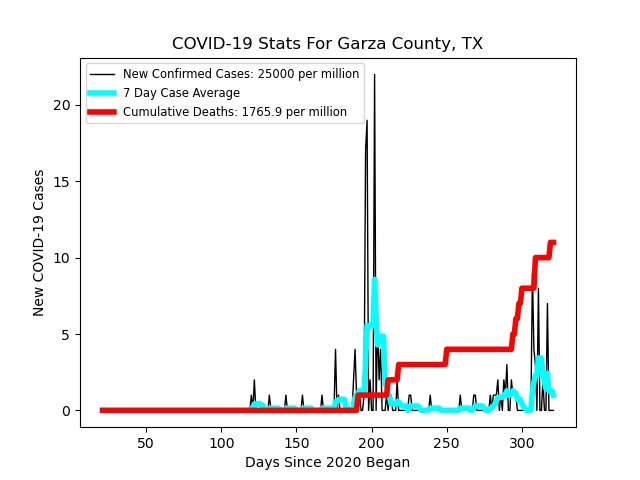 COVID-19 Stats For Garza County, TX
New Confirmed Cases: 25000 per million
7 Day Case Average
Cumulative Deaths: 1765.9 per million
New COVID-19 Cases
20
15
10
5
0
50 100 150 200 250 300
Days Since 2020 Began